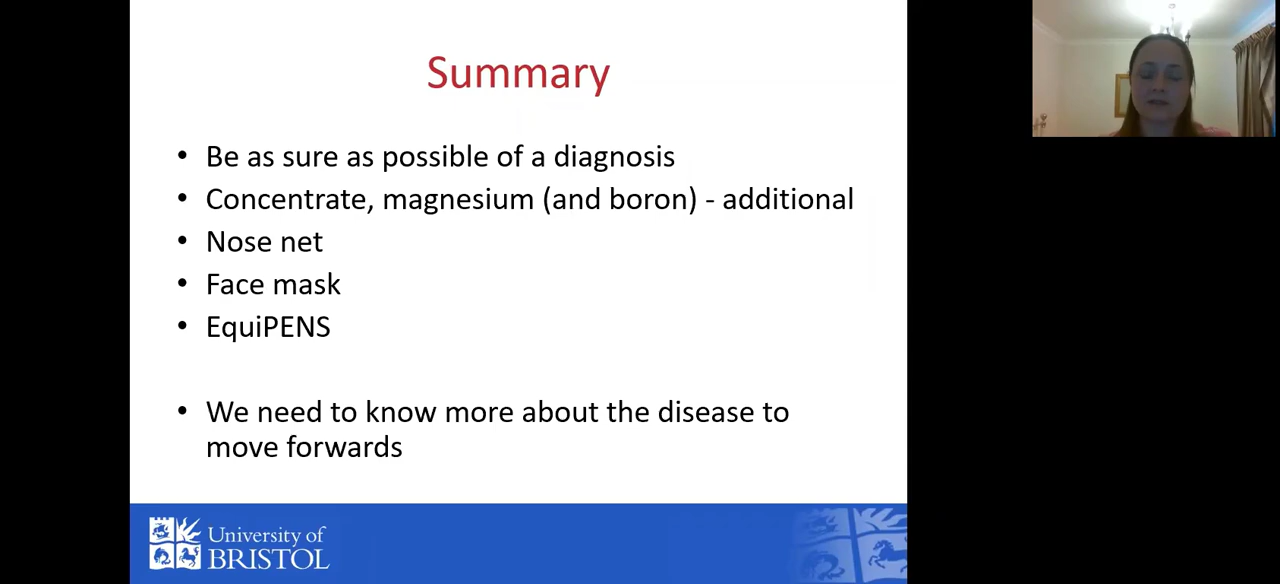 Summary
• Be as sure as possible of a diagnosis
• Concentrate, magnesium (and boron) - additional
• Nose net
• Face mask
• EquiPENS
• We need to know more about the disease to
move forwards
University of
BRISTOL